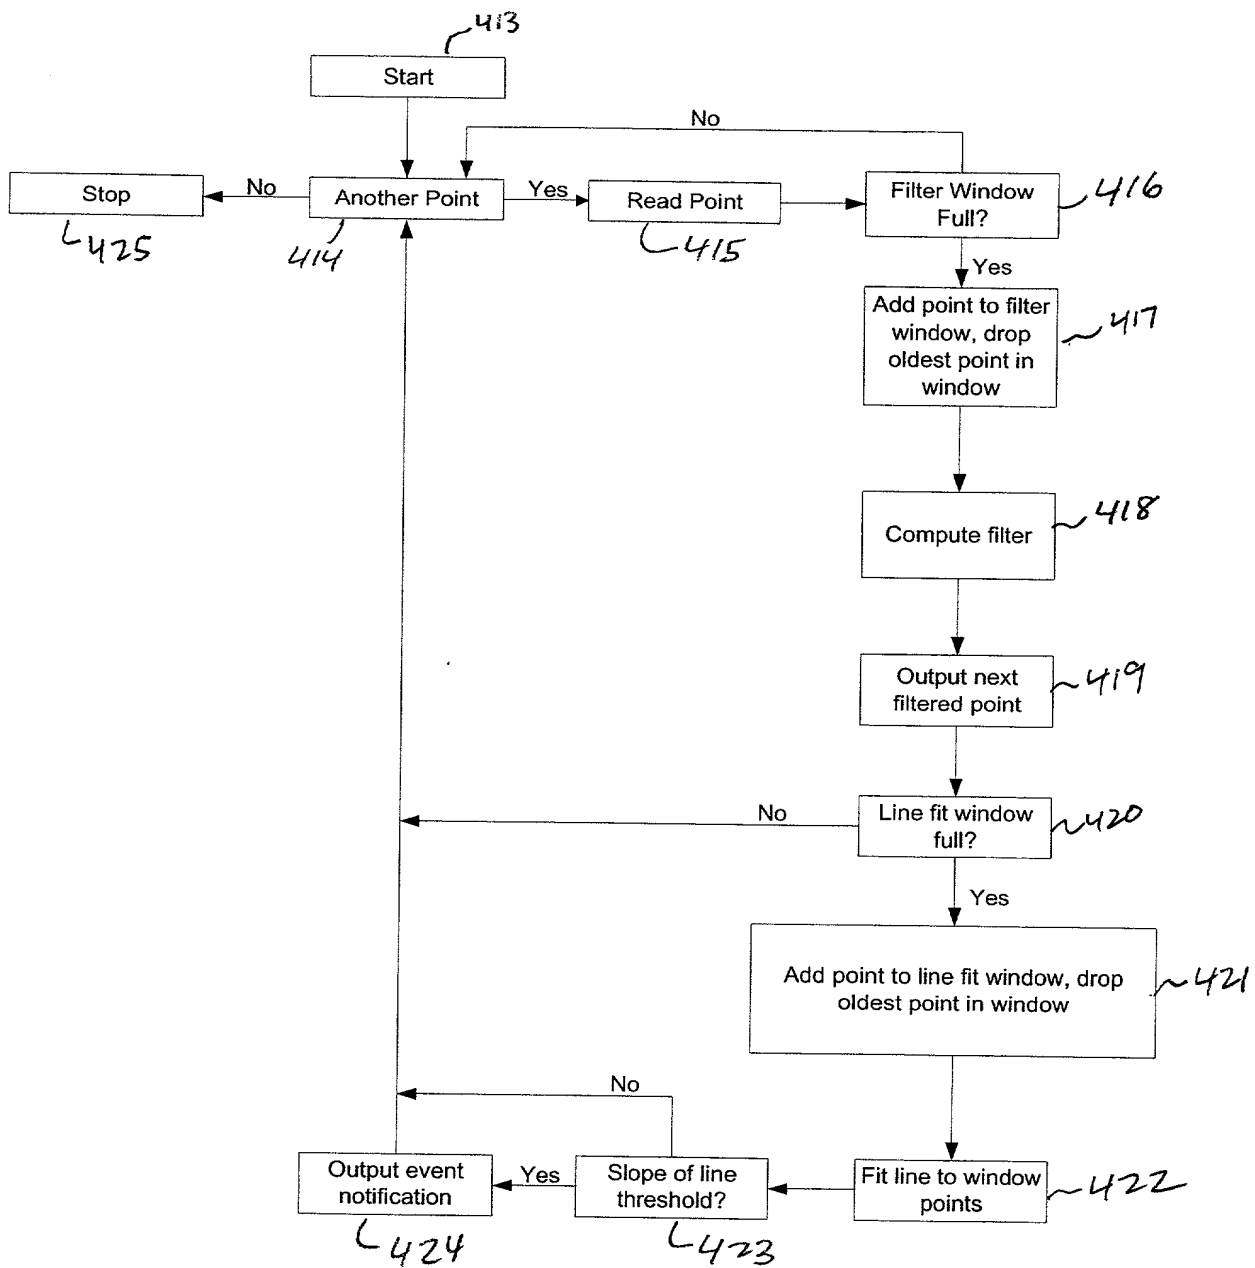 413
Start
No
Stop
No
Another Point
Yes
Read Point
Filter Window
Full?
416
425
414
415
Yes
Add point to filter
window, drop
oldest point in
window
417
Compute filter
418
Output next
filtered point
419
No
Line fit window
full?
420
Yes
Add point to line fit window, drop
oldest point in window
421
No
Output event
notification
Yes
Slope of line
threshold?
Fit line to window
points
422
424
423